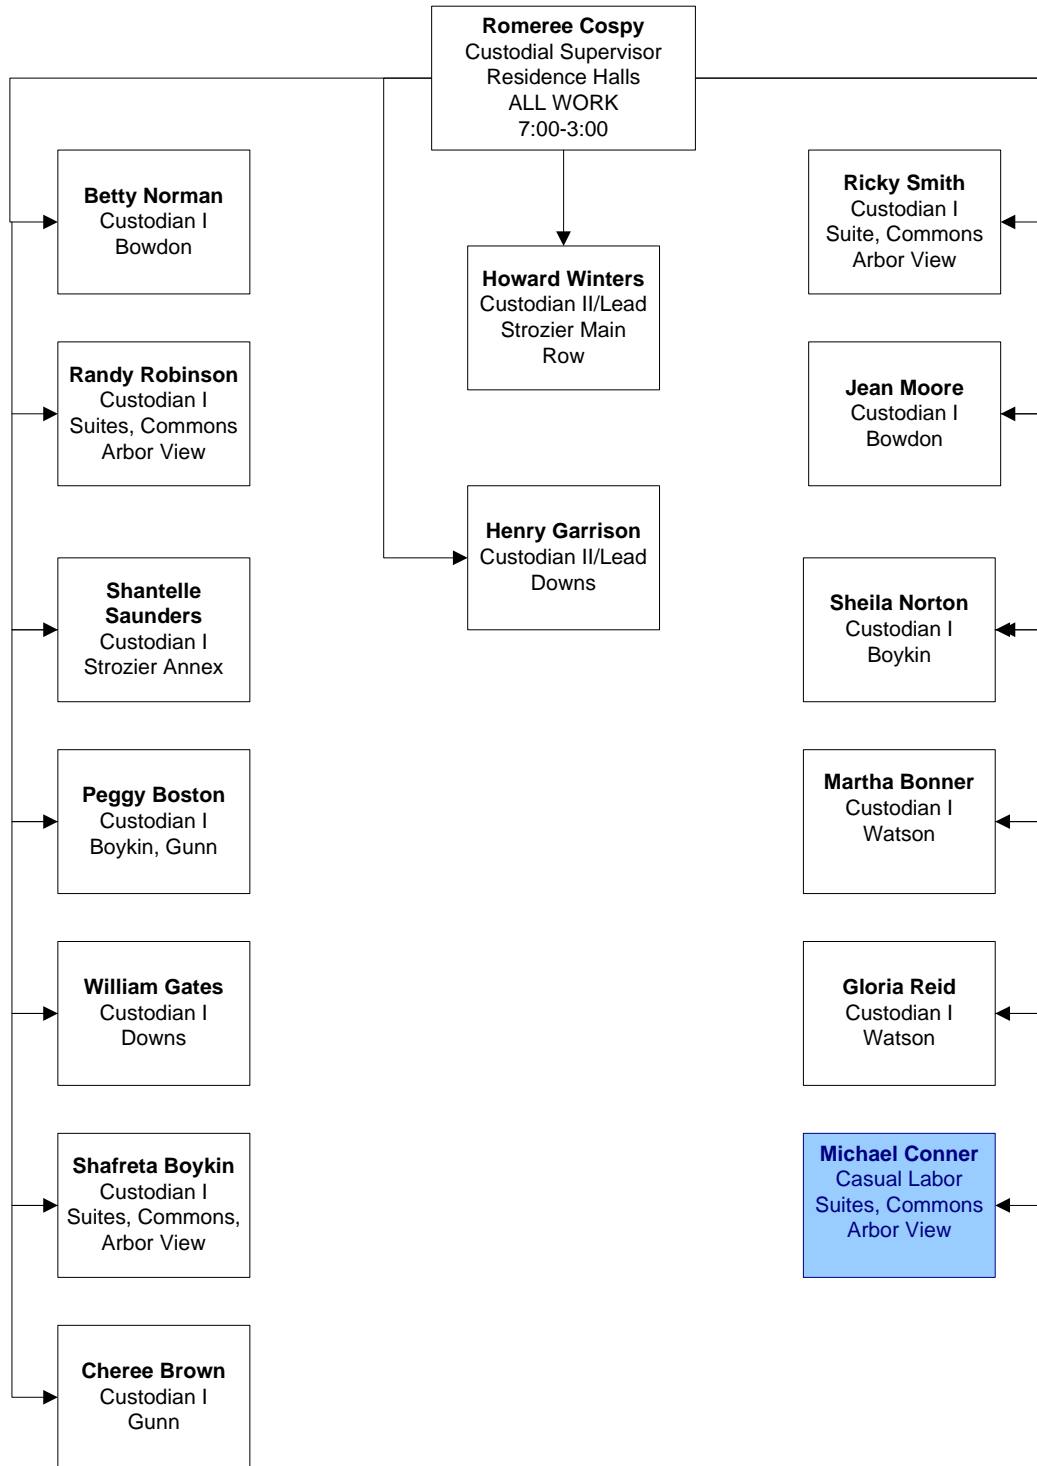 Romeree Cospy
Custodial Supervisor
Residence Halls
ALL WORK
7:00-3:00
Betty Norman
Custodian I
Bowdon
Randy Robinson
Custodian I
Suites, Commons
Arbor View
Shantelle
Saunders
Custodian I
Strozier Annex
Peggy Boston
Custodian I
Boykin, Gunn
William Gates
Custodian I
Downs
Shafreta Boykin
Custodian I
Suites, Commons,
Arbor View
Cheree Brown
Custodian I
Gunn
Howard Winters
Custodian II/Lead
Strozier Main
Row
Henry Garrison
Custodian II/Lead
Downs
Ricky Smith
Custodian I
Suite, Commons
Arbor View
Jean Moore
Custodian I
Bowdon
Sheila Norton
Custodian I
Boykin
Martha Bonner
Custodian I
Watson
Gloria Reid
Custodian I
Watson
Michael Conner
Casual Labor
Suites, Commons
Arbor View